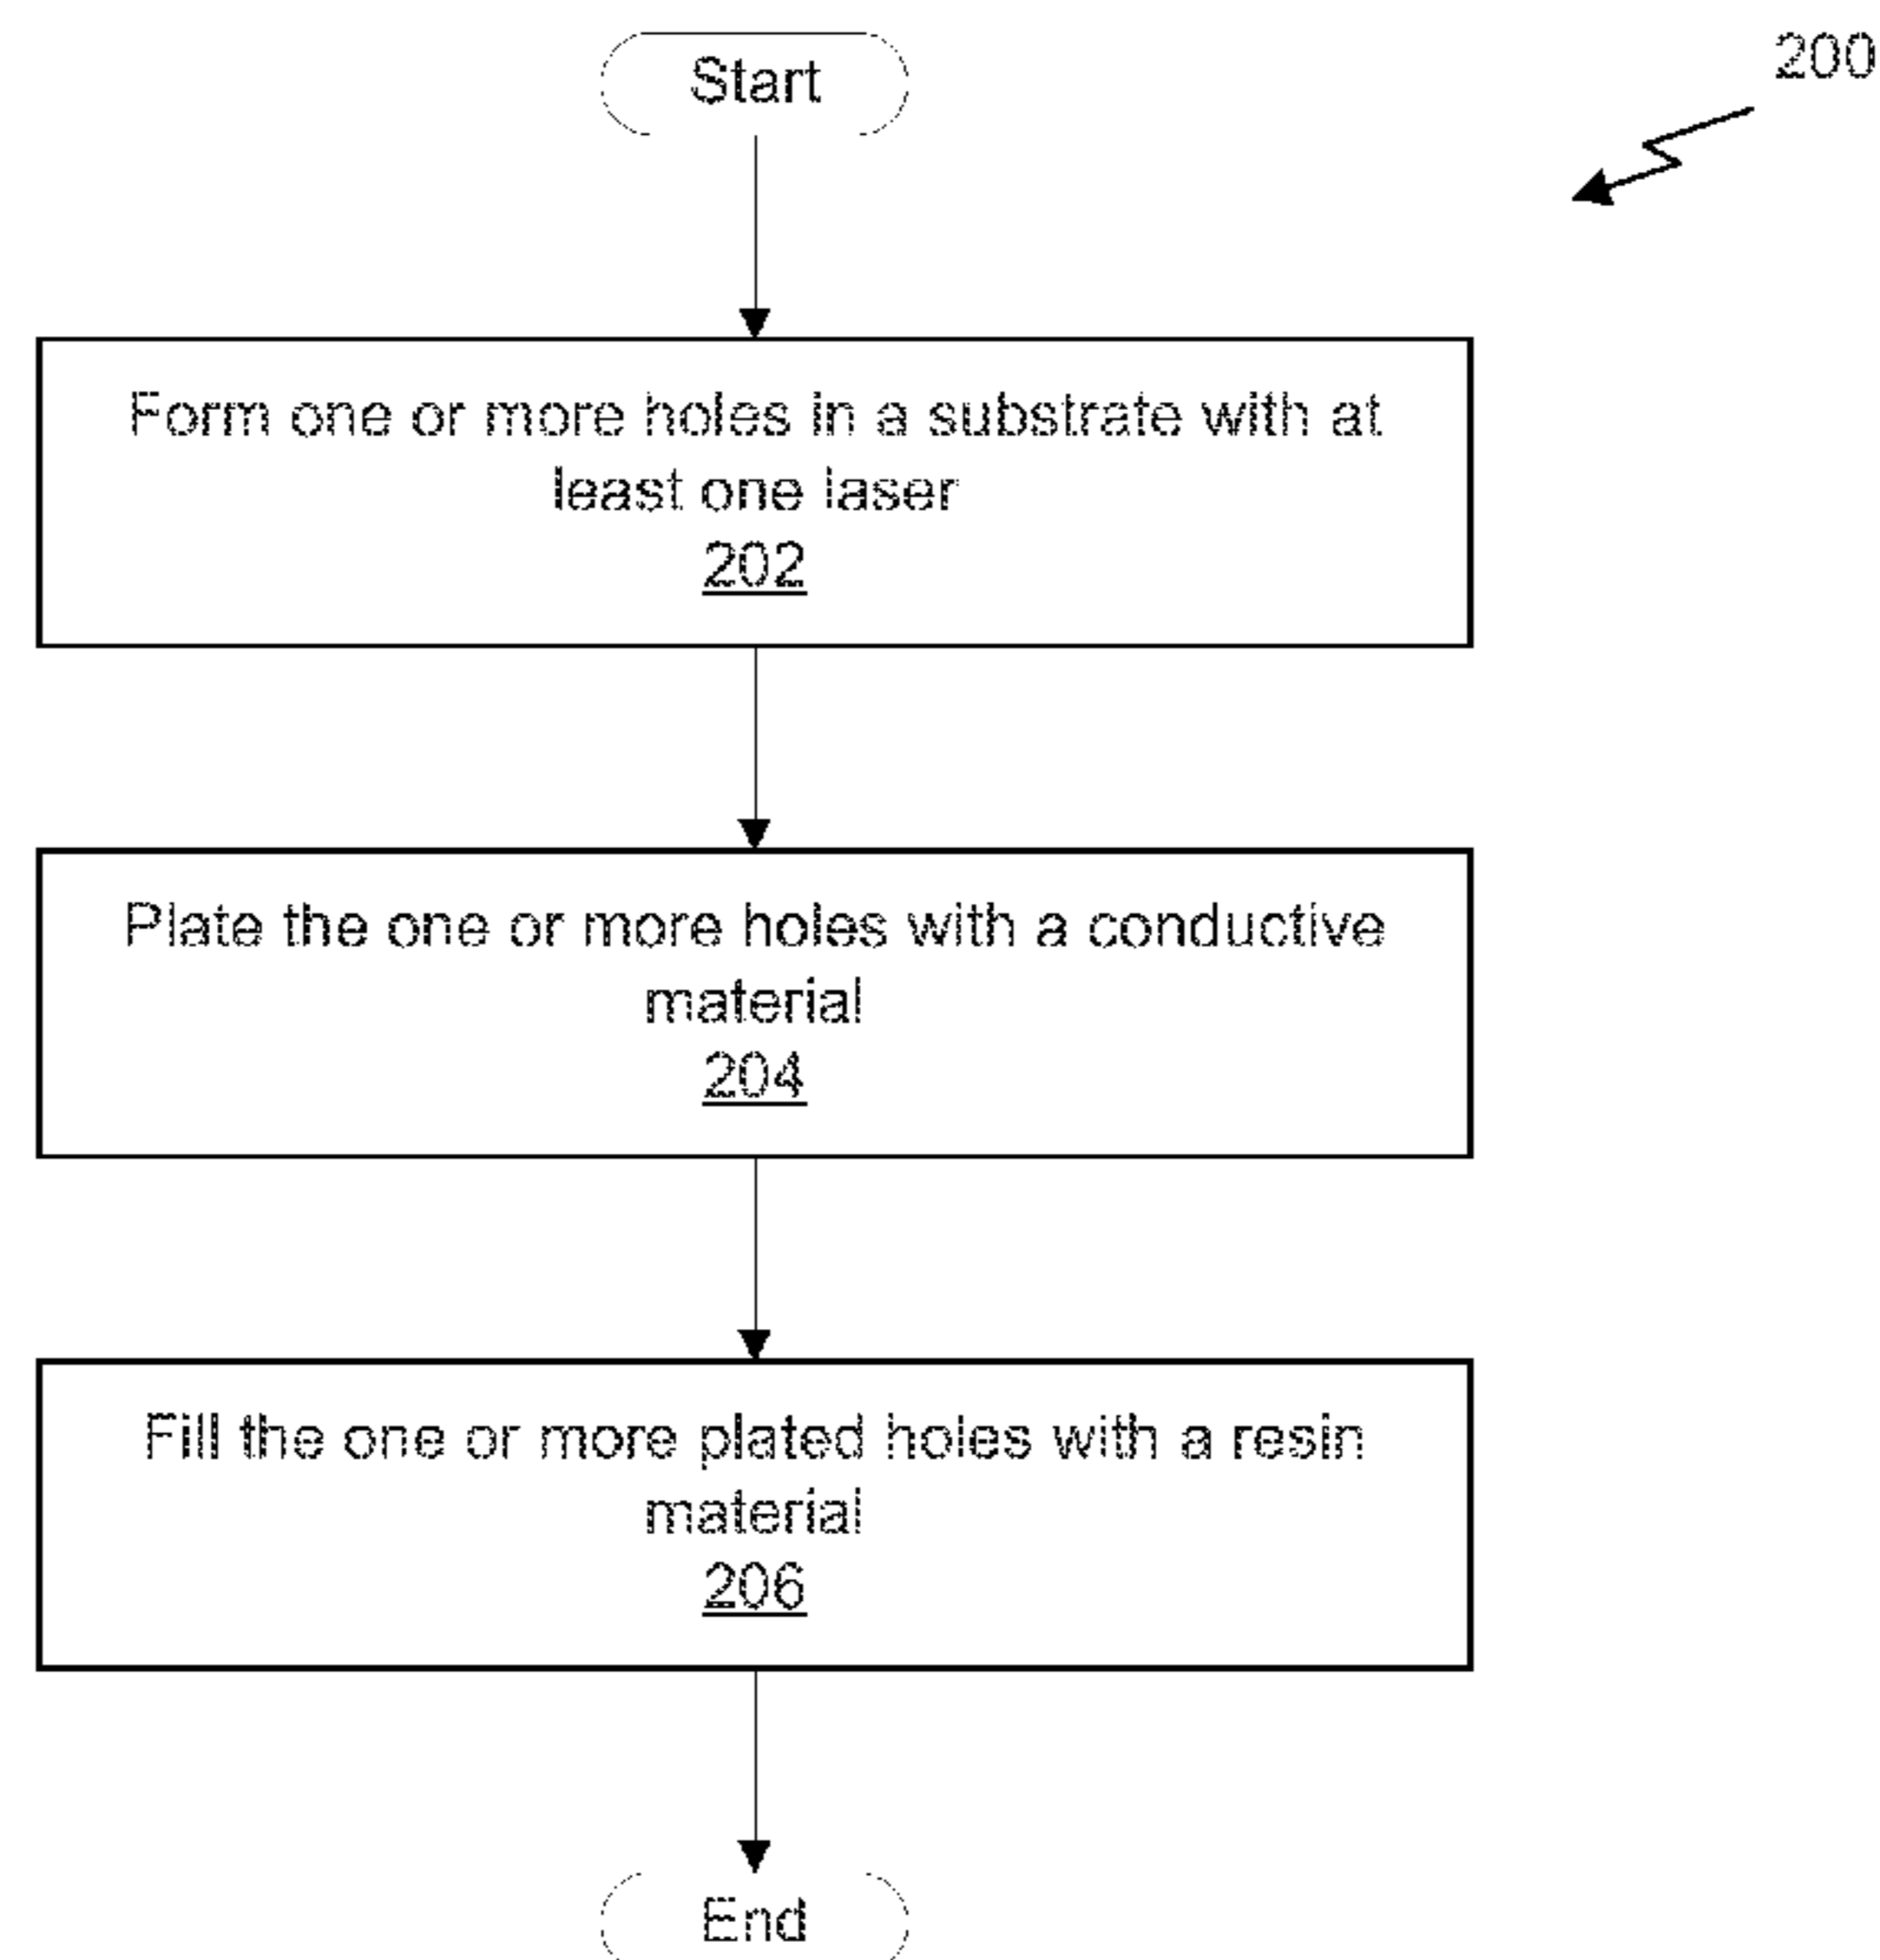 Start
200
Form one or more holes in a substrate with at
least one laser
202
Plate the one or more holes with a conductive
material
204
Fill the one or more plated holes with a resin
material
206
End